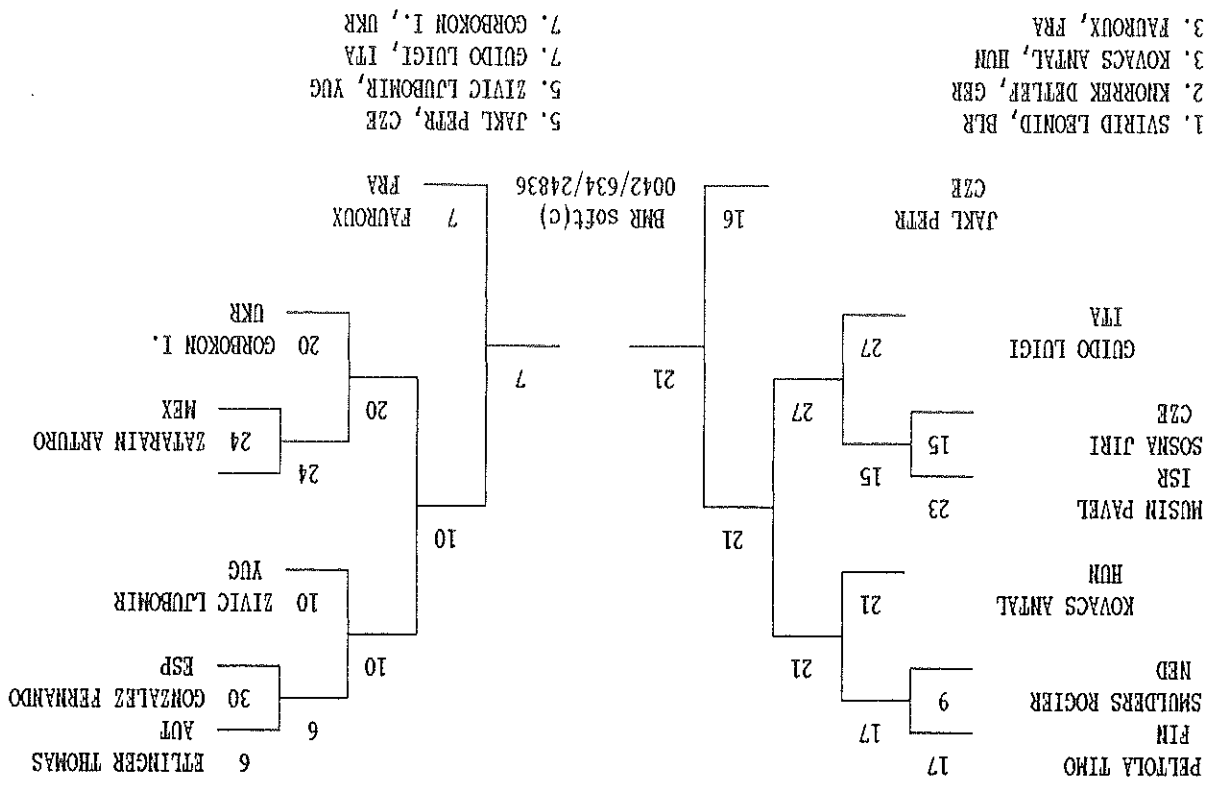 PELTOLA TIMO 17
FIN
SMULDERS ROGIER 9
NED
17
KOVACS ANTAL 21
HUN
21
MUSIN PAVEL 23
ISR
SOSNA JIRI 15
CZE
15
GUIDO LUIGI 27
ITA
27
21
JAKL PETR 16
CZE
21
6 ETLINGER THOMAS
AUT
30 GONZALEZ FERNANDO
ESP
6
10 ZIVIC LJUBOMIR
YUG
10
24
24 ZATARAIN ARTURO
MEX
20 GORBOKON I.
UKR
20
10
7 FAUROUX
FRA
7
BMR soft(c)
0042/634/24836
1. SVIRID LEONID, BLR
2. KNORREK DETLEF, GER
3. KOVACS ANTAL, HUN
3. FAUROUX, FRA
5. JAKL PETR, CZE
5. ZIVIC LJUBOMIR, YUG
7. GUIDO LUIGI, ITA
7. GORBOKON I., UKR